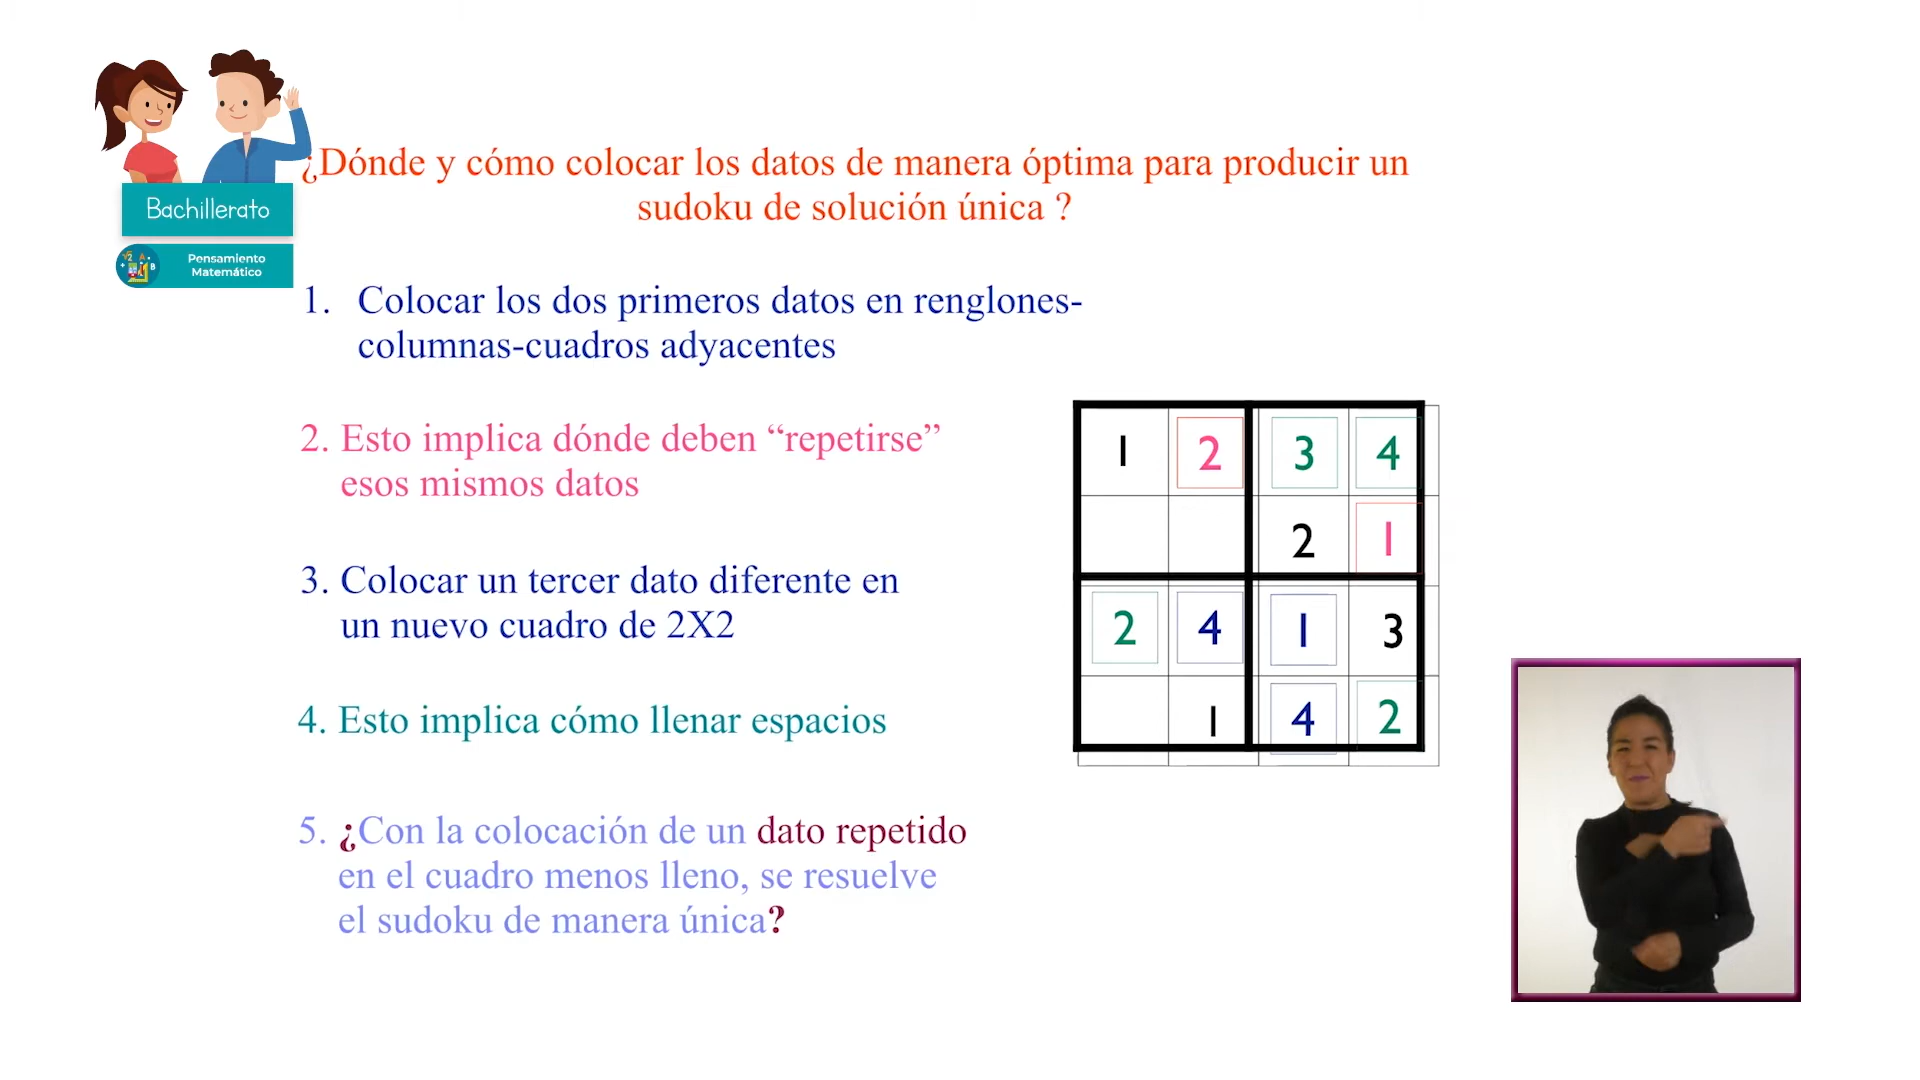 Bachillerato
Pensamiento
Matemático
¿Dónde y cómo colocar los datos de manera óptima para producir un
sudoku de solución única ?
1. Colocar los dos primeros datos en renglones-
columnas-cuadros adyacentes
2. Esto implica dónde deben “repetirse”
esos mismos datos
3. Colocar un tercer dato diferente en
un nuevo cuadro de 2X2
4. Esto implica cómo llenar espacios
5. ¿Con la colocación de un dato repetido
en el cuadro menos lleno, se resuelve
el sudoku de manera única?
1 2 3 4
2 1
2 4 1 3
1 4 2